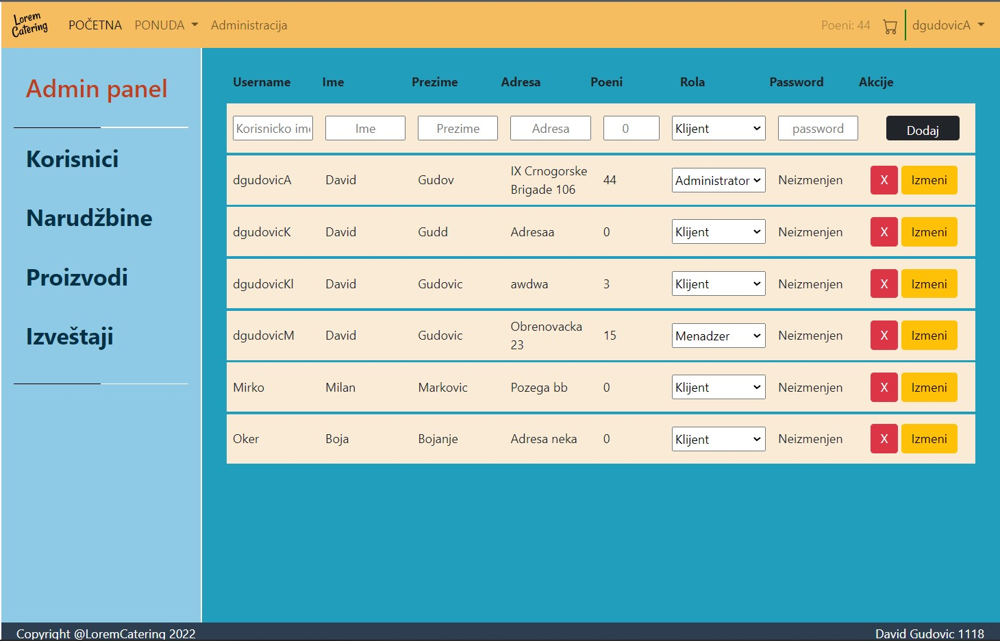 Lorem
Catering
POČETNA PONUDA Administracija Poeni: 44 dgudovicA
Admin panel
Korisnici
Narudžbine
Proizvodi
Izveštaji
Username Ime Prezime Adresa Poeni Rola Password Akcije
Korisnicko im Ime Prezime Adresa 0 Klijent password Dodaj
dgudovicA David Gudov IX Crnogorske Brigade 106 44 Administrator Neizmenjen X Izmeni
dgudovicK David Gudd Adresaa 0 Klijent Neizmenjen X Izmeni
dgudovicKl David Gudovic awdwa 3 Klijent Neizmenjen X Izmeni
dgudovicM David Gudovic Obrenovacka 23 15 Menadzer Neizmenjen X Izmeni
Mirko Milan Markovic Pozega bb 0 Klijent Neizmenjen X Izmeni
Oker Boja Bojanje Adresa neka 0 Klijent Neizmenjen X Izmeni
Copyright @LoremCatering 2022 David Gudovic 1118